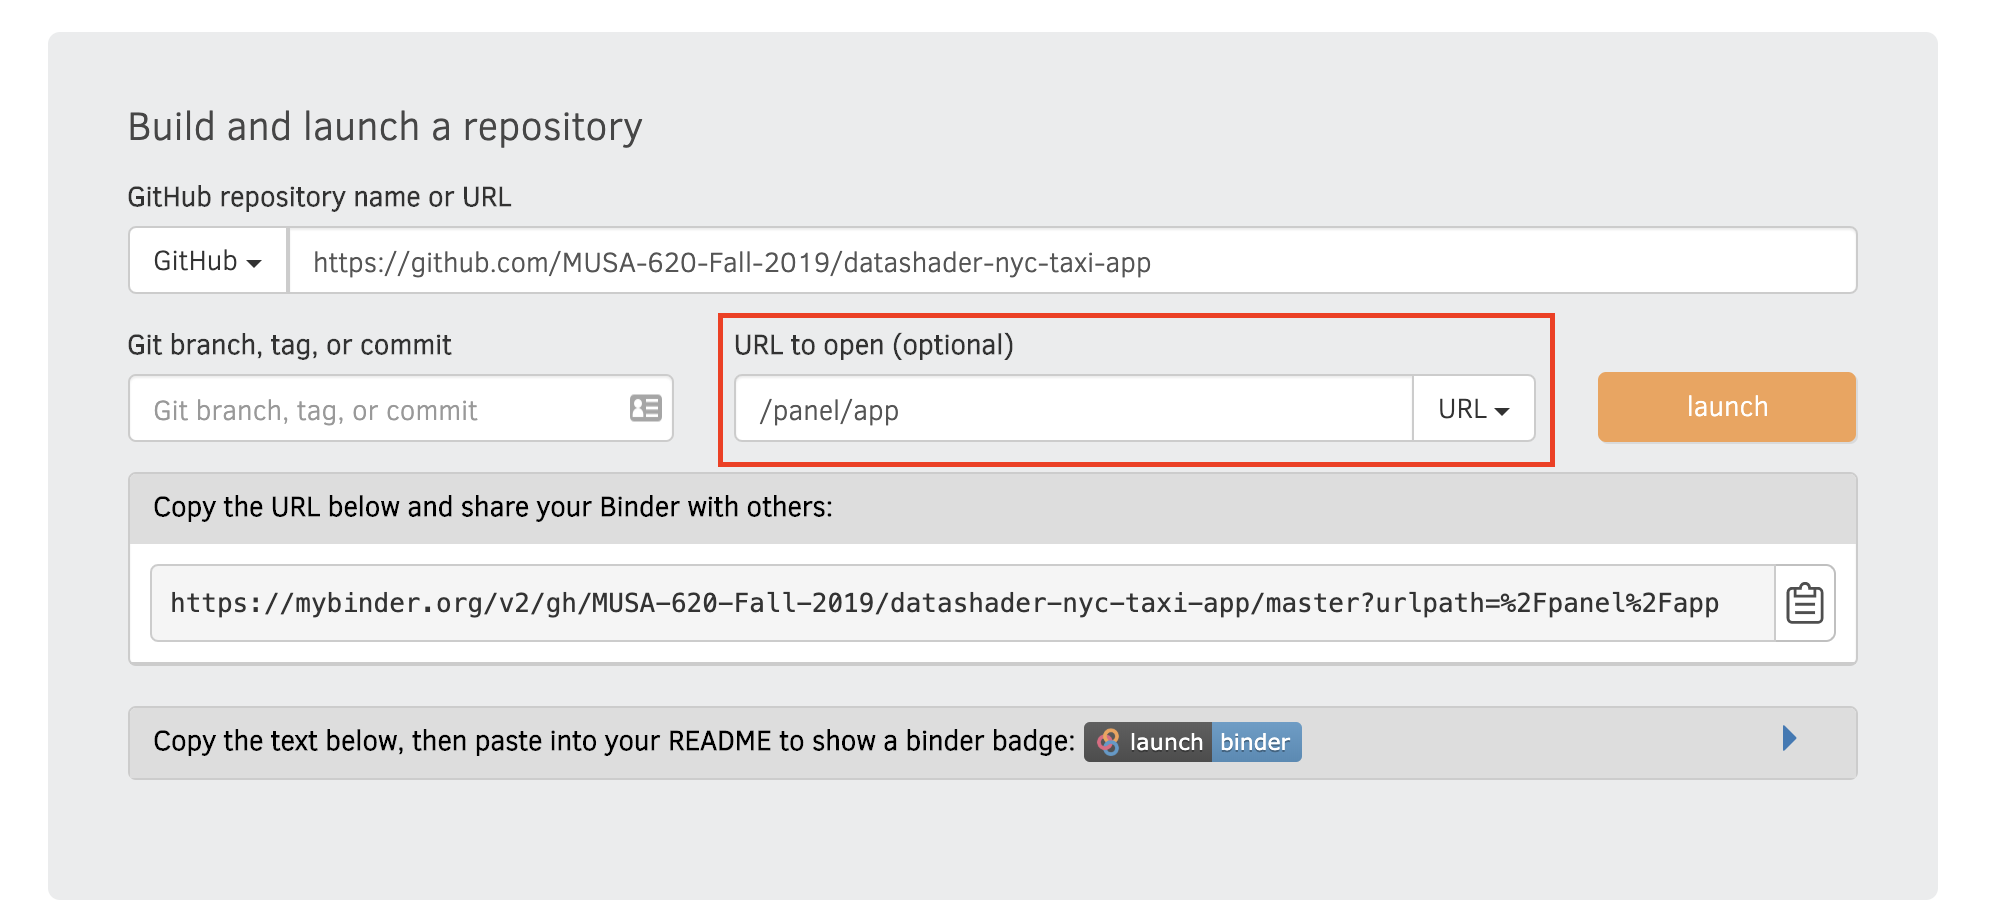 Build and launch a repository
GitHub repository name or URL
GitHub https://github.com/MUSA-620-Fall-2019/datashader-nyc-taxi-app
Git branch, tag, or commit URL to open (optional)
Git branch, tag, or commit /panel/app URL launch
Copy the URL below and share your Binder with others:
https://mybinder.org/v2/gh/MUSA-620-Fall-2019/datashader-nyc-taxi-app/master?urlpath=%2Fpanel%2Fapp
Copy the text below, then paste into your README to show a binder badge: launch binder